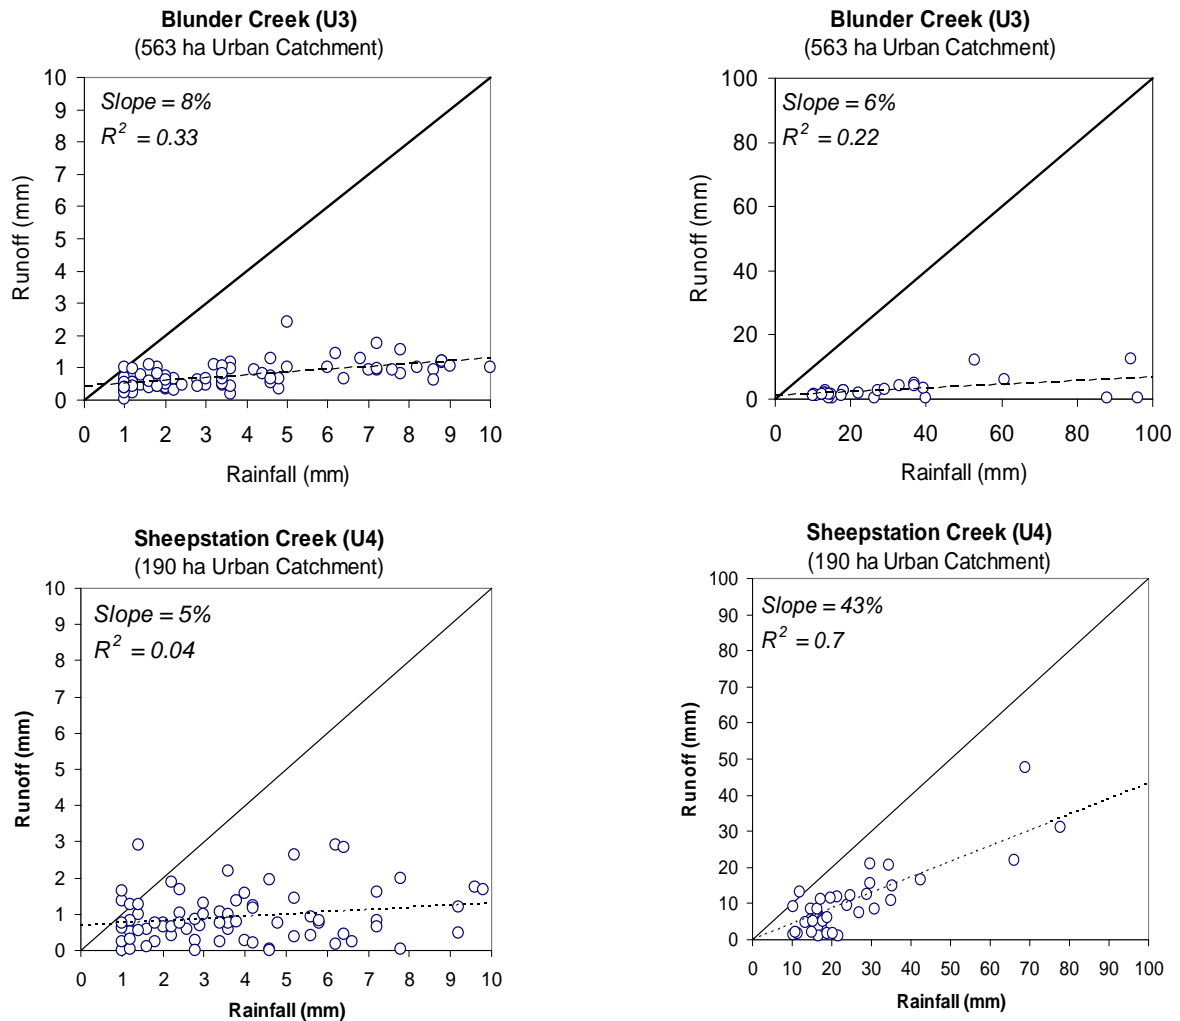 Blunder Creek (U3)
(563 ha Urban Catchment)
Slope = 8%
R² = 0.33
10
9
8
7
6
5
4
3
2
1
0
Runoff (mm)
0 1 2 3 4 5 6 7 8 9 10
Rainfall (mm)
Blunder Creek (U3)
(563 ha Urban Catchment)
Slope = 6%
R² = 0.22
100
80
60
40
20
0
Runoff (mm)
0 20 40 60 80 100
Rainfall (mm)
Sheepstation Creek (U4)
(190 ha Urban Catchment)
Slope = 5%
R² = 0.04
10
9
8
7
6
5
4
3
2
1
0
Runoff (mm)
0 1 2 3 4 5 6 7 8 9 10
Rainfall (mm)
Sheepstation Creek (U4)
(190 ha Urban Catchment)
Slope = 43%
R² = 0.7
100
90
80
70
60
50
40
30
20
10
0
Runoff (mm)
0 10 20 30 40 50 60 70 80 90 100
Rainfall (mm)